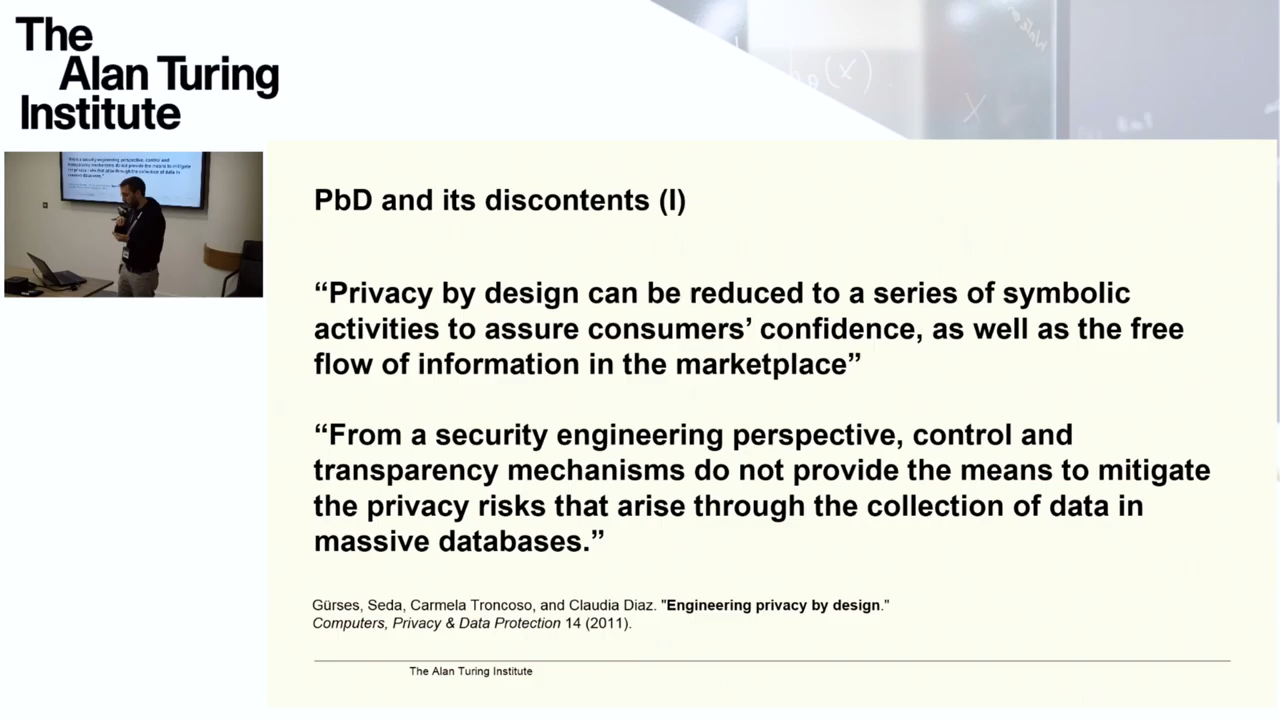 The
Alan Turing
Institute
PbD and its discontents (I)
“Privacy by design can be reduced to a series of symbolic
activities to assure consumers’ confidence, as well as the free
flow of information in the marketplace”
“From a security engineering perspective, control and
transparency mechanisms do not provide the means to mitigate
the privacy risks that arise through the collection of data in
massive databases.”
Gürses, Seda, Carmela Troncoso, and Claudia Diaz. "Engineering privacy by design."
Computers, Privacy & Data Protection 14 (2011).
The Alan Turing Institute